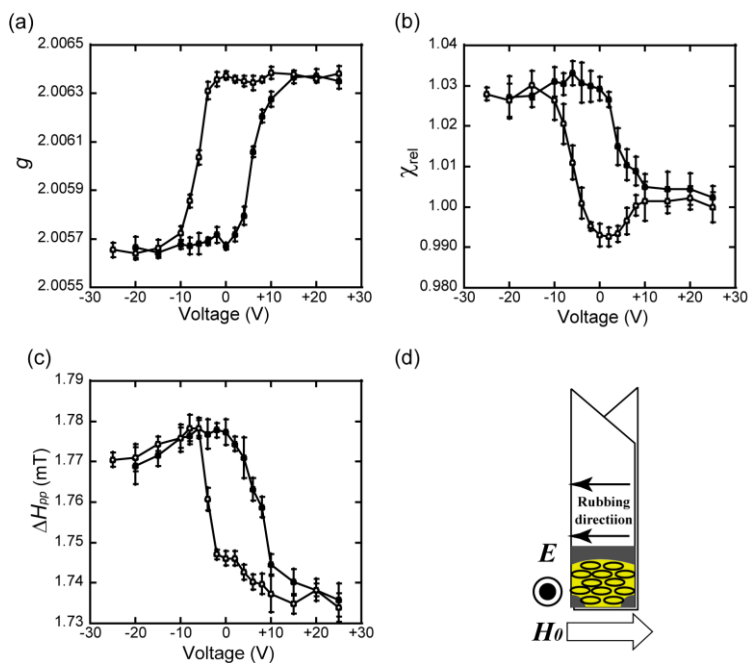 (a)
2.0065
2.0063
2.0061
2.0059
2.0057
2.0055
g
-30 -20 -10 0 +10 +20 +30
Voltage (V)
(b)
1.04
1.03
1.02
1.01
1.00
0.990
0.980
χrel
-30 -20 -10 0 +10 +20 +30
Voltage (V)
(c)
1.79
1.78
1.77
1.76
1.75
1.74
1.73
ΔHpp (mT)
-30 -20 -10 0 +10 +20 +30
Voltage (V)
(d)
Rubbing
directiion
E
H0